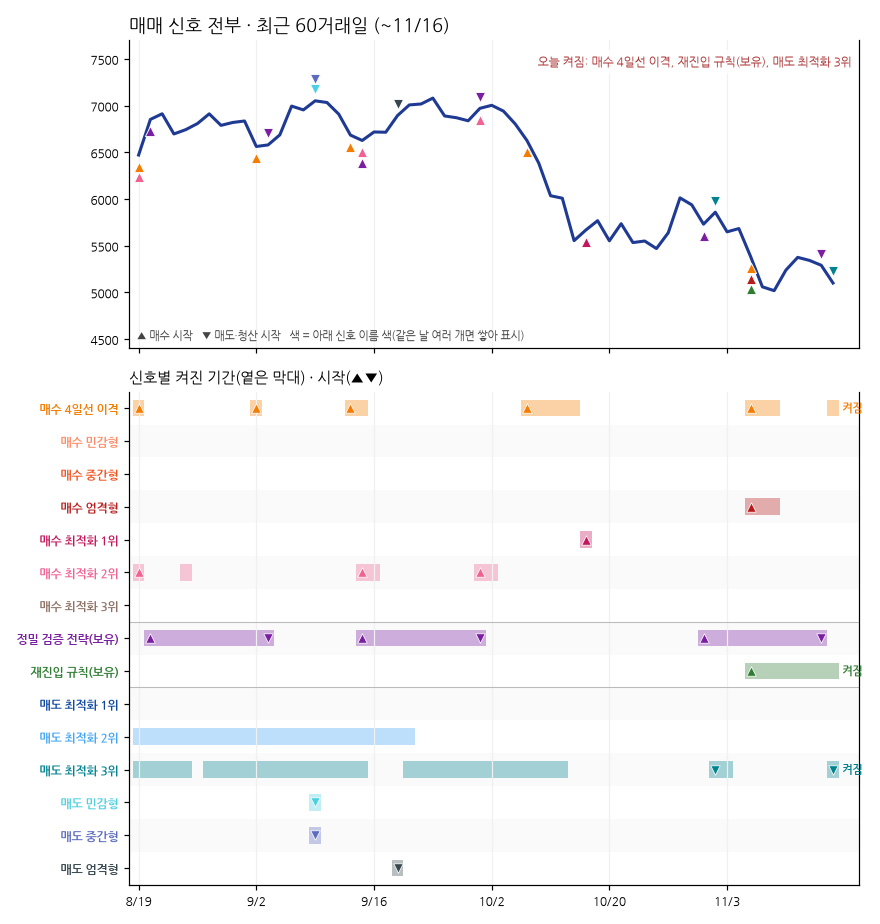 매매 신호 전부 · 최근 60거래일 (~11/16)
오늘 켜짐: 매수 4일선 이격, 재진입 규칙(보유), 매도 최적화 3위
7500
7000
6500
6000
5500
5000
4500
▲ 매수 시작 ▼ 매도·청산 시작 색 = 아래 신호 이름 색(같은 날 여러 개면 쌓아 표시)
신호별 켜진 기간(옅은 막대) · 시작(▲▼)
매수 4일선 이격 켜짐
매수 민감형
매수 중간형
매수 엄격형
매수 최적화 1위
매수 최적화 2위
매수 최적화 3위
정밀 검증 전략(보유)
재진입 규칙(보유) 켜짐
매도 최적화 1위
매도 최적화 2위
매도 최적화 3위 켜짐
매도 민감형
매도 중간형
매도 엄격형
8/19 9/2 9/16 10/2 10/20 11/3